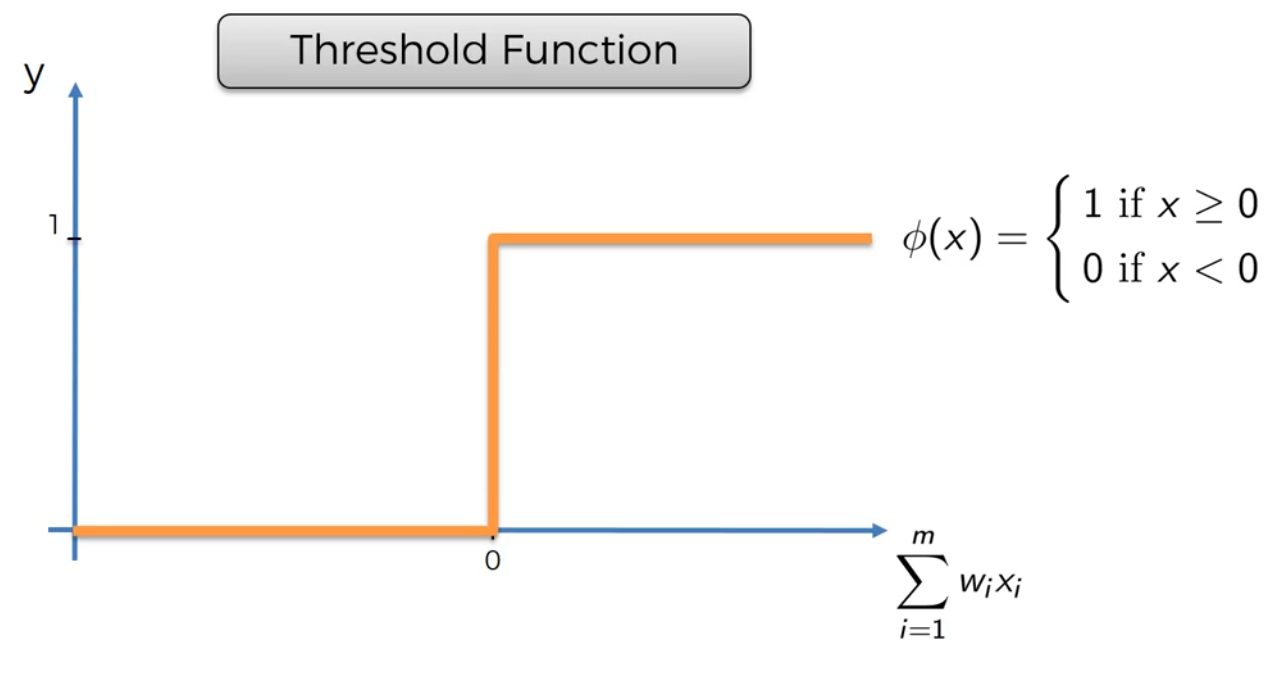 Threshold Function
y
1
ϕ(x) = { 1 if x ≥ 0
0 if x < 0
0
m
∑ wᵢxᵢ
i=1